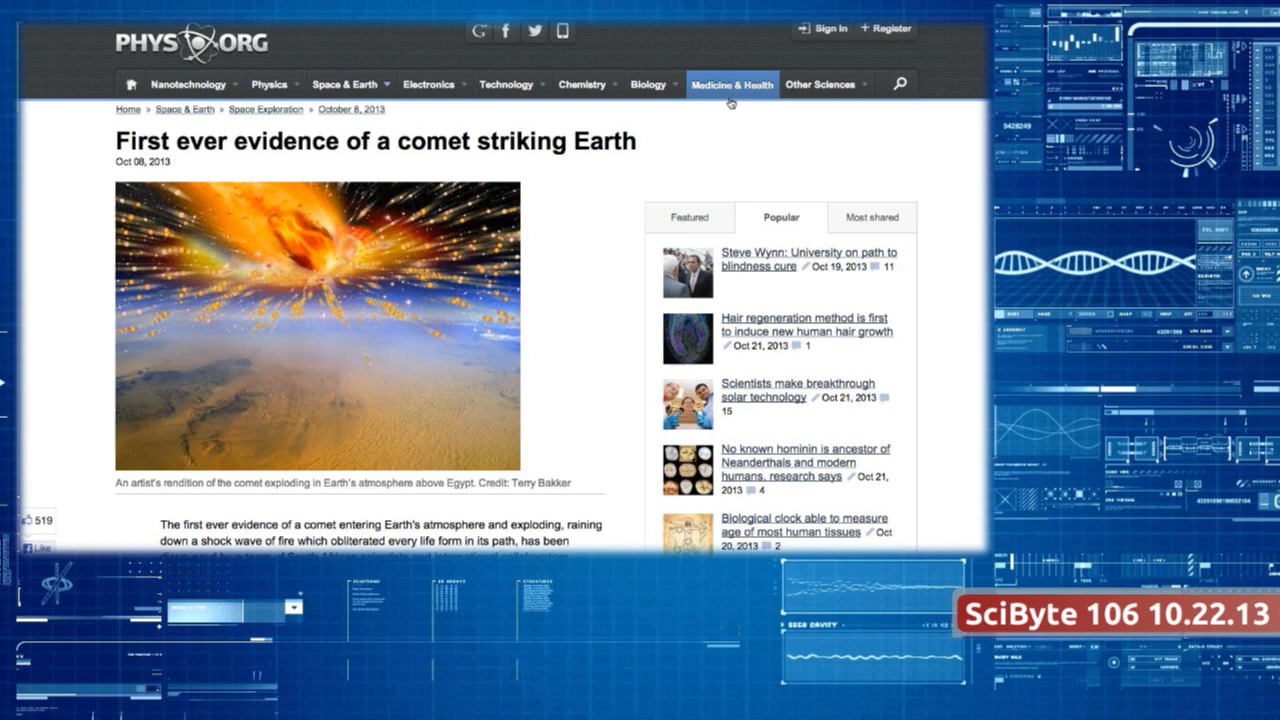 PHYS ORG
Sign In
Register
Nanotechnology
Physics
Space & Earth
Electronics
Technology
Chemistry
Biology
Medicine & Health
Other Sciences
Home » Space & Earth » Space Exploration » October 8, 2013
First ever evidence of a comet striking Earth
Oct 08, 2013
An artist's rendition of the comet exploding in Earth's atmosphere above Egypt. Credit: Terry Bakker
519
Like
The first ever evidence of a comet entering Earth's atmosphere and exploding, raining
down a shock wave of fire which obliterated every life form in its path, has been
Featured
Popular
Most shared
Steve Wynn: University on path to
blindness cure Oct 19, 2013 11
Hair regeneration method is first
to induce new human hair growth
Oct 21, 2013 1
Scientists make breakthrough
solar technology Oct 21, 2013
15
No known hominin is ancestor of
Neanderthals and modern
humans, research says Oct 21,
2013 4
Biological clock able to measure
age of most human tissues Oct
20, 2013 2
9428249
SciByte 106 10.22.13